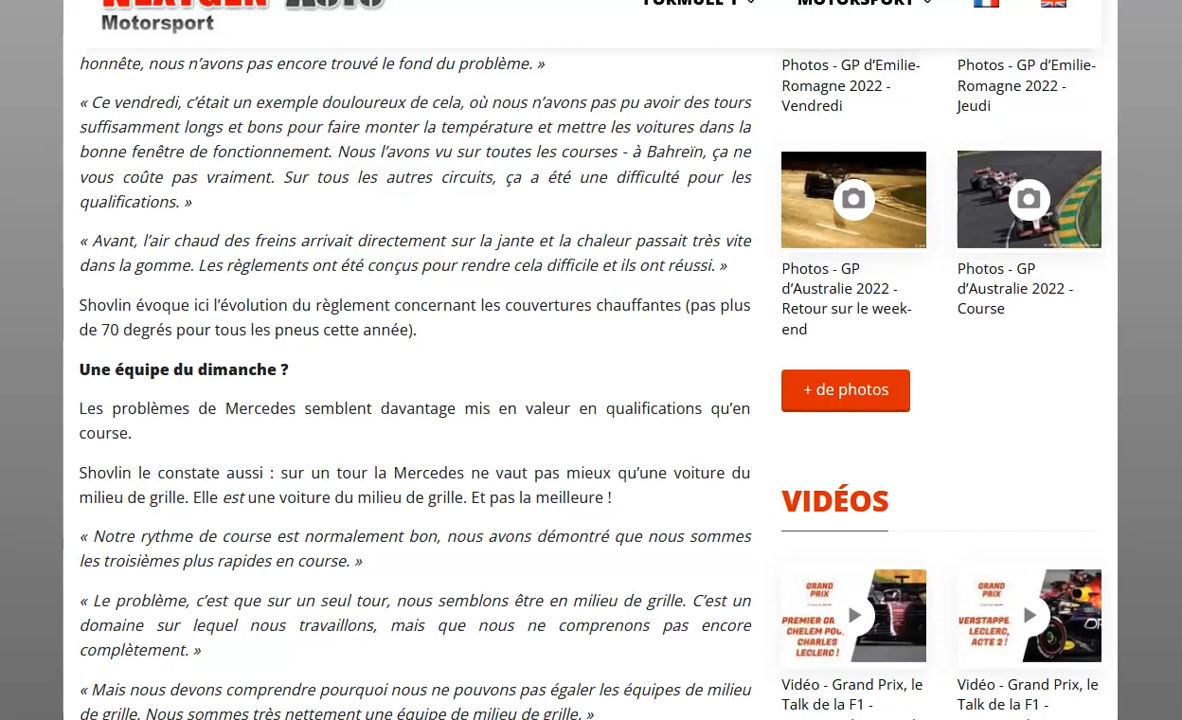 NEXTGEN AUTO
Motorsport
FORMULE 1
MOTORSPORT
honnête, nous n’avons pas encore trouvé le fond du problème. »
« Ce vendredi, c’était un exemple douloureux de cela, où nous n’avons pas pu avoir des tours
suffisamment longs et bons pour faire monter la température et mettre les voitures dans la
bonne fenêtre de fonctionnement. Nous l’avons vu sur toutes les courses - à Bahreïn, ça ne
vous coûte pas vraiment. Sur tous les autres circuits, ça a été une difficulté pour les
qualifications. »
« Avant, l’air chaud des freins arrivait directement sur la jante et la chaleur passait très vite
dans la gomme. Les règlements ont été conçus pour rendre cela difficile et ils ont réussi. »
Shovlin évoque ici l’évolution du règlement concernant les couvertures chauffantes (pas plus
de 70 degrés pour tous les pneus cette année).
Une équipe du dimanche ?
Les problèmes de Mercedes semblent davantage mis en valeur en qualifications qu’en
course.
Shovlin le constate aussi : sur un tour la Mercedes ne vaut pas mieux qu’une voiture du
milieu de grille. Elle est une voiture du milieu de grille. Et pas la meilleure !
« Notre rythme de course est normalement bon, nous avons démontré que nous sommes
les troisièmes plus rapides en course. »
« Le problème, c’est que sur un seul tour, nous semblons être en milieu de grille. C’est un
domaine sur lequel nous travaillons, mais que nous ne comprenons pas encore
complètement. »
« Mais nous devons comprendre pourquoi nous ne pouvons pas égaler les équipes de milieu
de grille. Nous sommes très nettement une équipe de milieu de grille. »
Photos - GP d’Emilie-
Romagne 2022 -
Vendredi
Photos - GP d’Emilie-
Romagne 2022 -
Jeudi
Photos - GP
d’Australie 2022 -
Retour sur le week-
end
Photos - GP
d’Australie 2022 -
Course
+ de photos
VIDÉOS
GRAND
PRIX
PREMIER GR
CHELEM POU
CHARLES
LECLERC !
GRAND
PRIX
VERSTAPPE
LECLERC,
ACTE 2 !
Vidéo - Grand Prix, le
Talk de la F1 -
Vidéo - Grand Prix, le
Talk de la F1 -